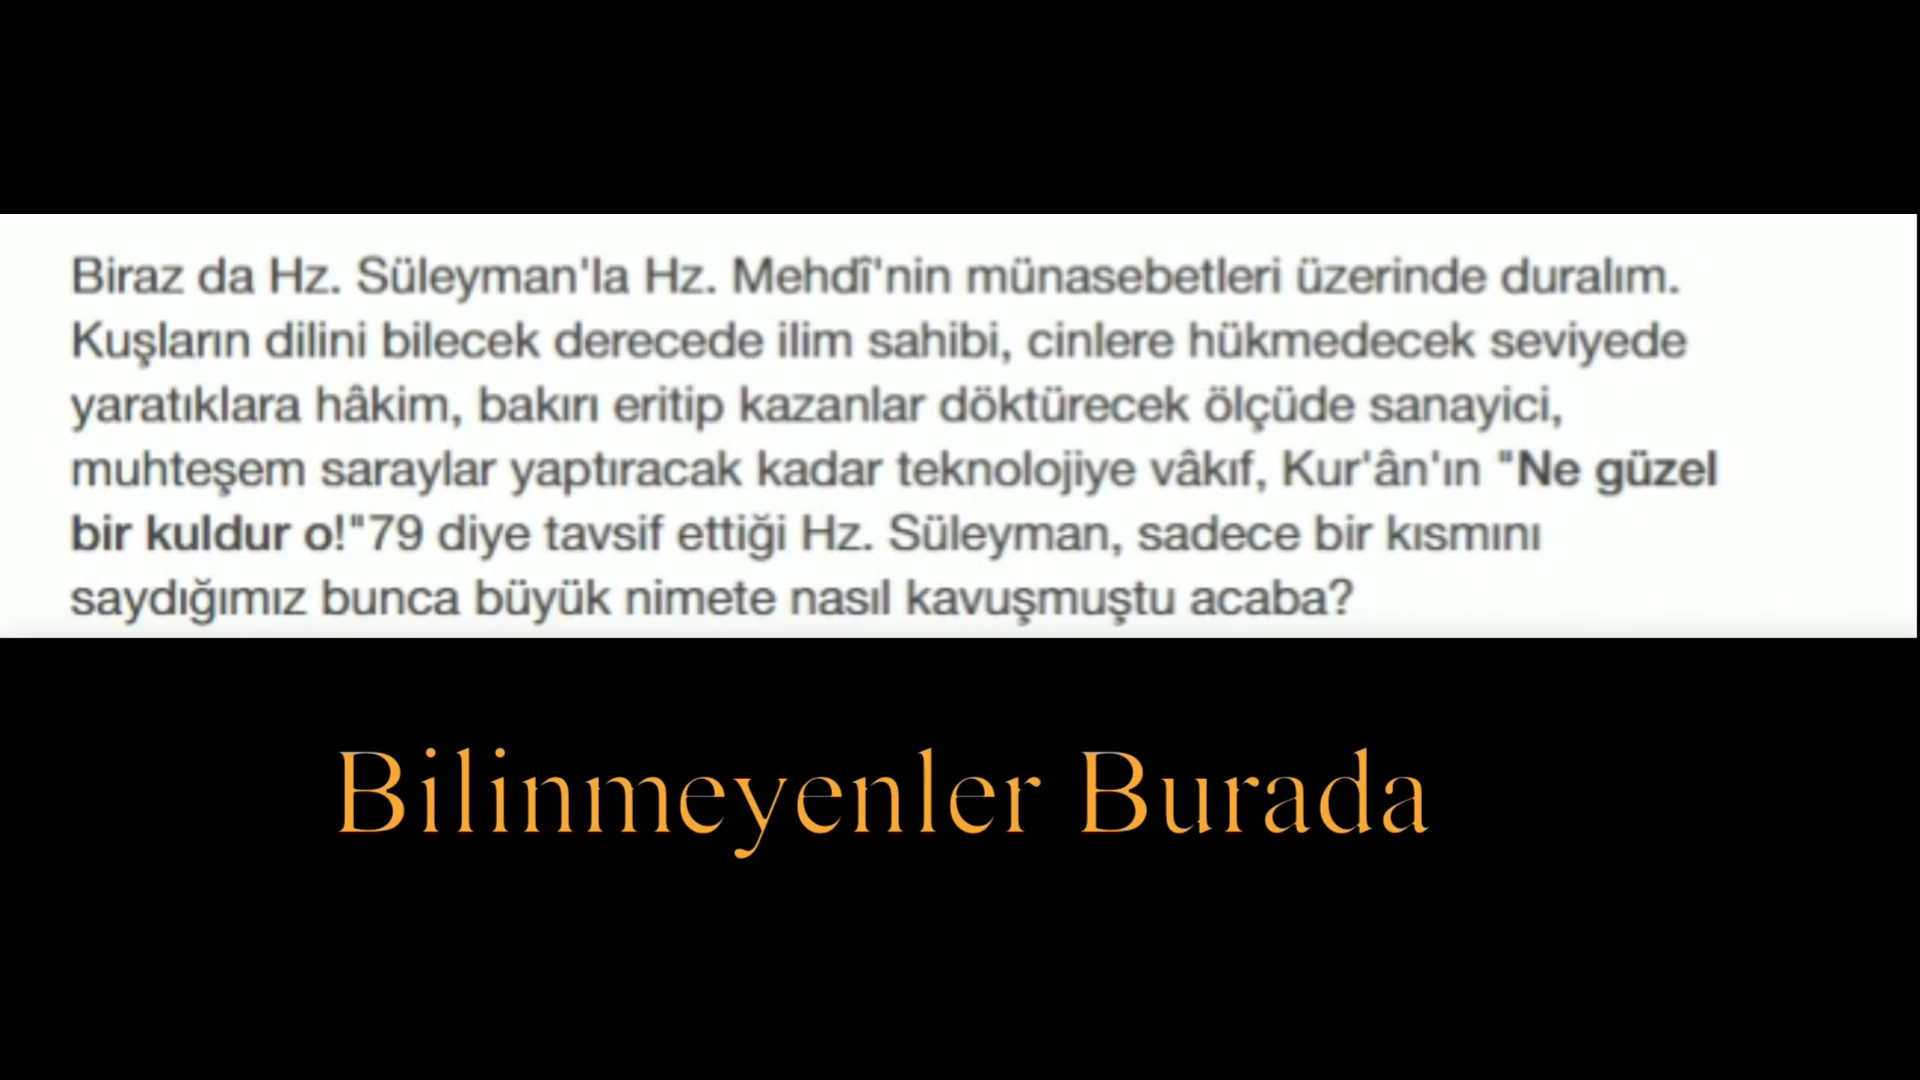 Biraz da Hz. Süleyman'la Hz. Mehdî'nin münasebetleri üzerinde duralım.
Kuşların dilini bilecek derecede ilim sahibi, cinlere hükmedecek seviyede
yaratıklara hâkim, bakırı eritip kazanlar döktürecek ölçüde sanayici,
muhteşem saraylar yaptıracak kadar teknolojiye vâkıf, Kur'ân'ın "Ne güzel
bir kuldur o!"79 diye tavsif ettiği Hz. Süleyman, sadece bir kısmını
saydığımız bunca büyük nimete nasıl kavuşmuştu acaba?
Bilinmeyenler Burada